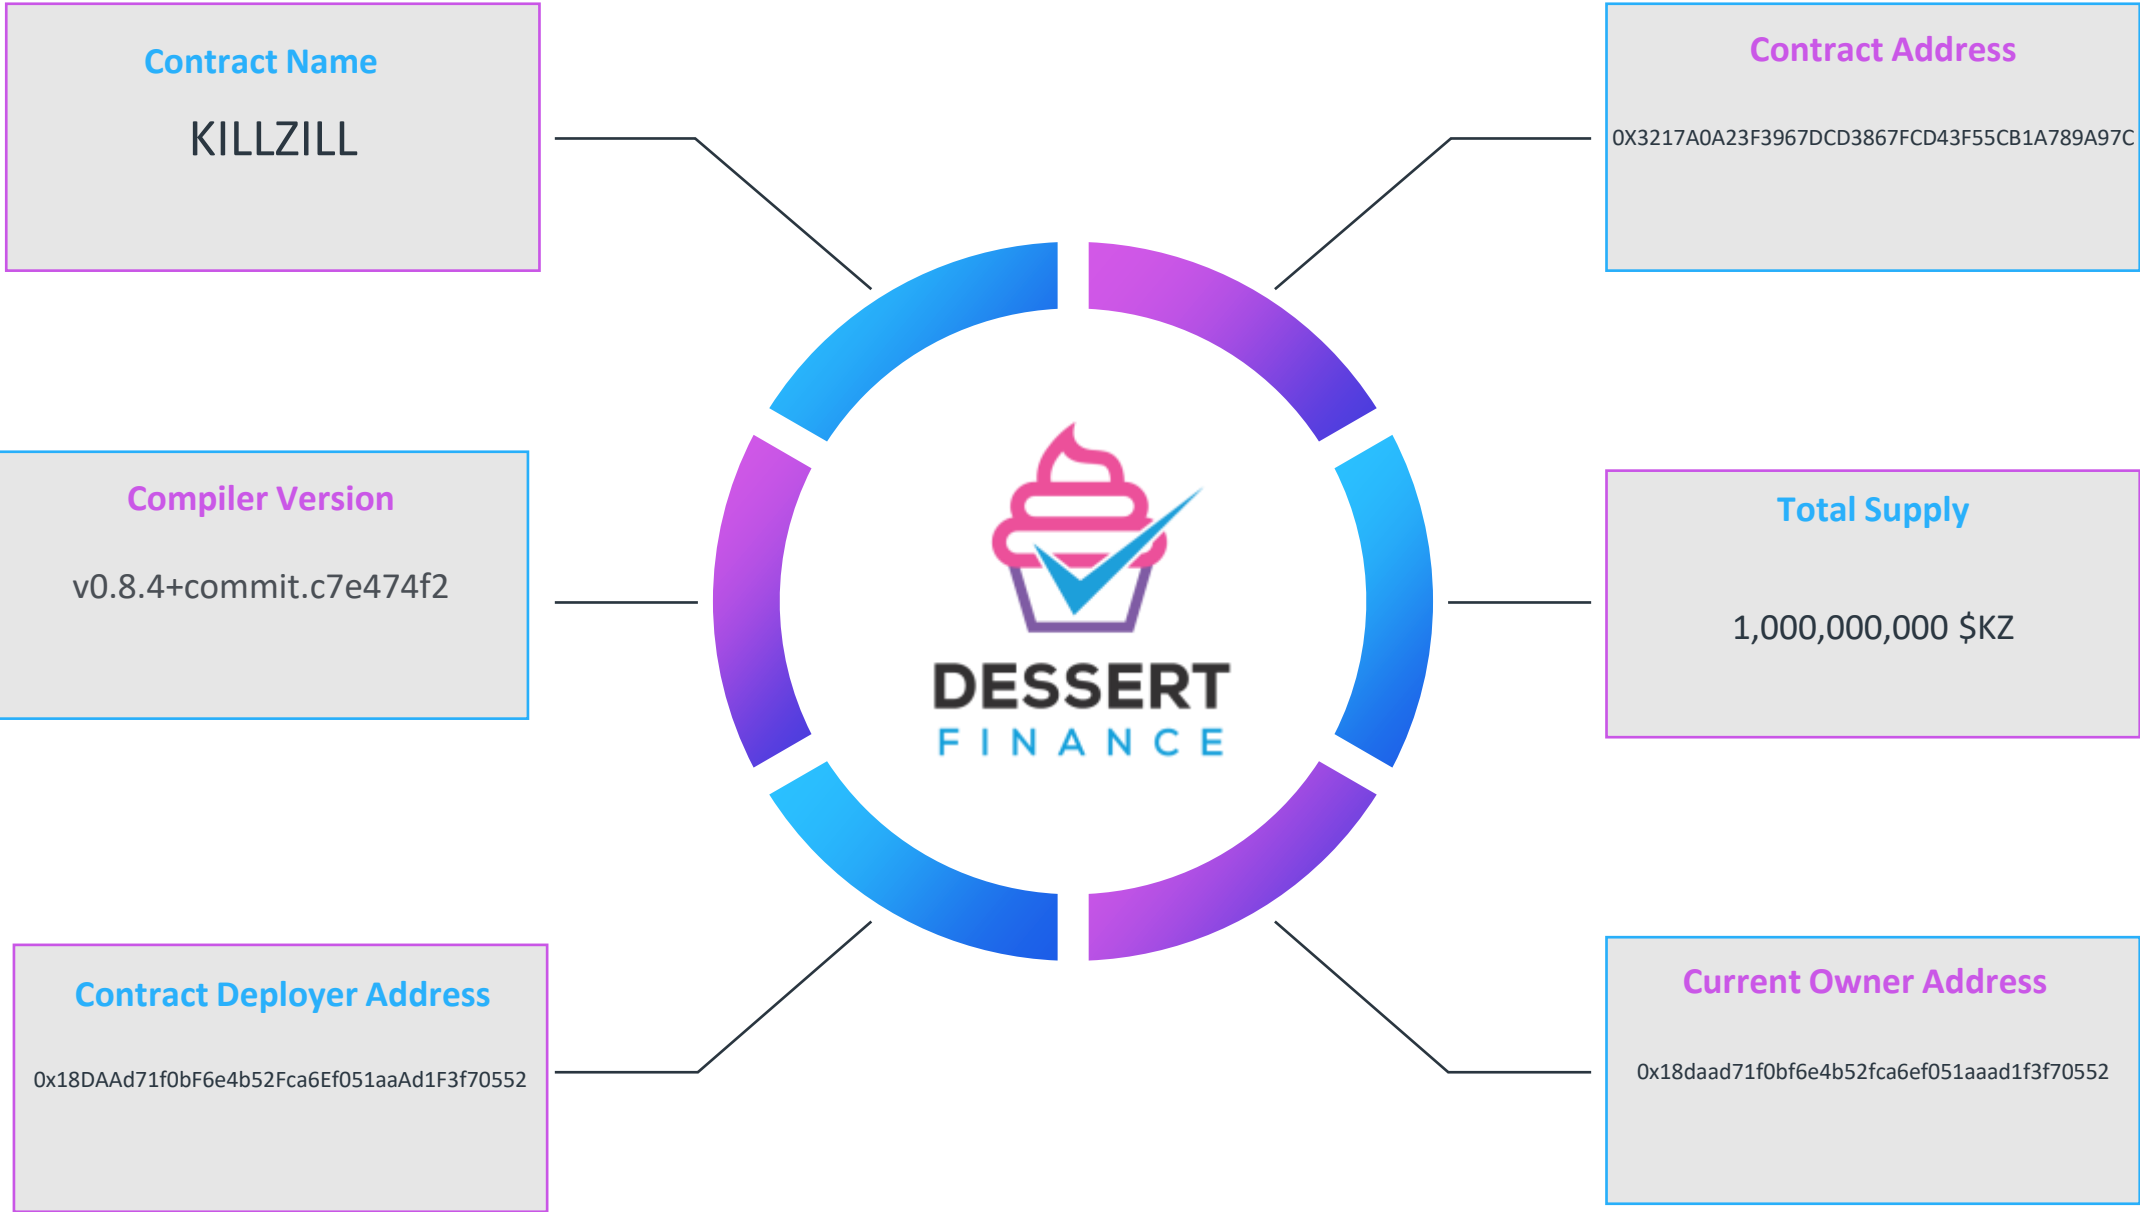 Contract Name
KILLZILL
Contract Address
0X3217A0A23F3967DCD3867FCD43F55CB1A789A97C
Compiler Version
v0.8.4+commit.c7e474f2
Total Supply
1,000,000,000 $KZ
DESSERT
FINANCE
Contract Deployer Address
0x18DAAd71f0bF6e4b52Fca6Ef051aaAd1F3f70552
Current Owner Address
0x18daad71f0bf6e4b52fca6ef051aaad1f3f70552